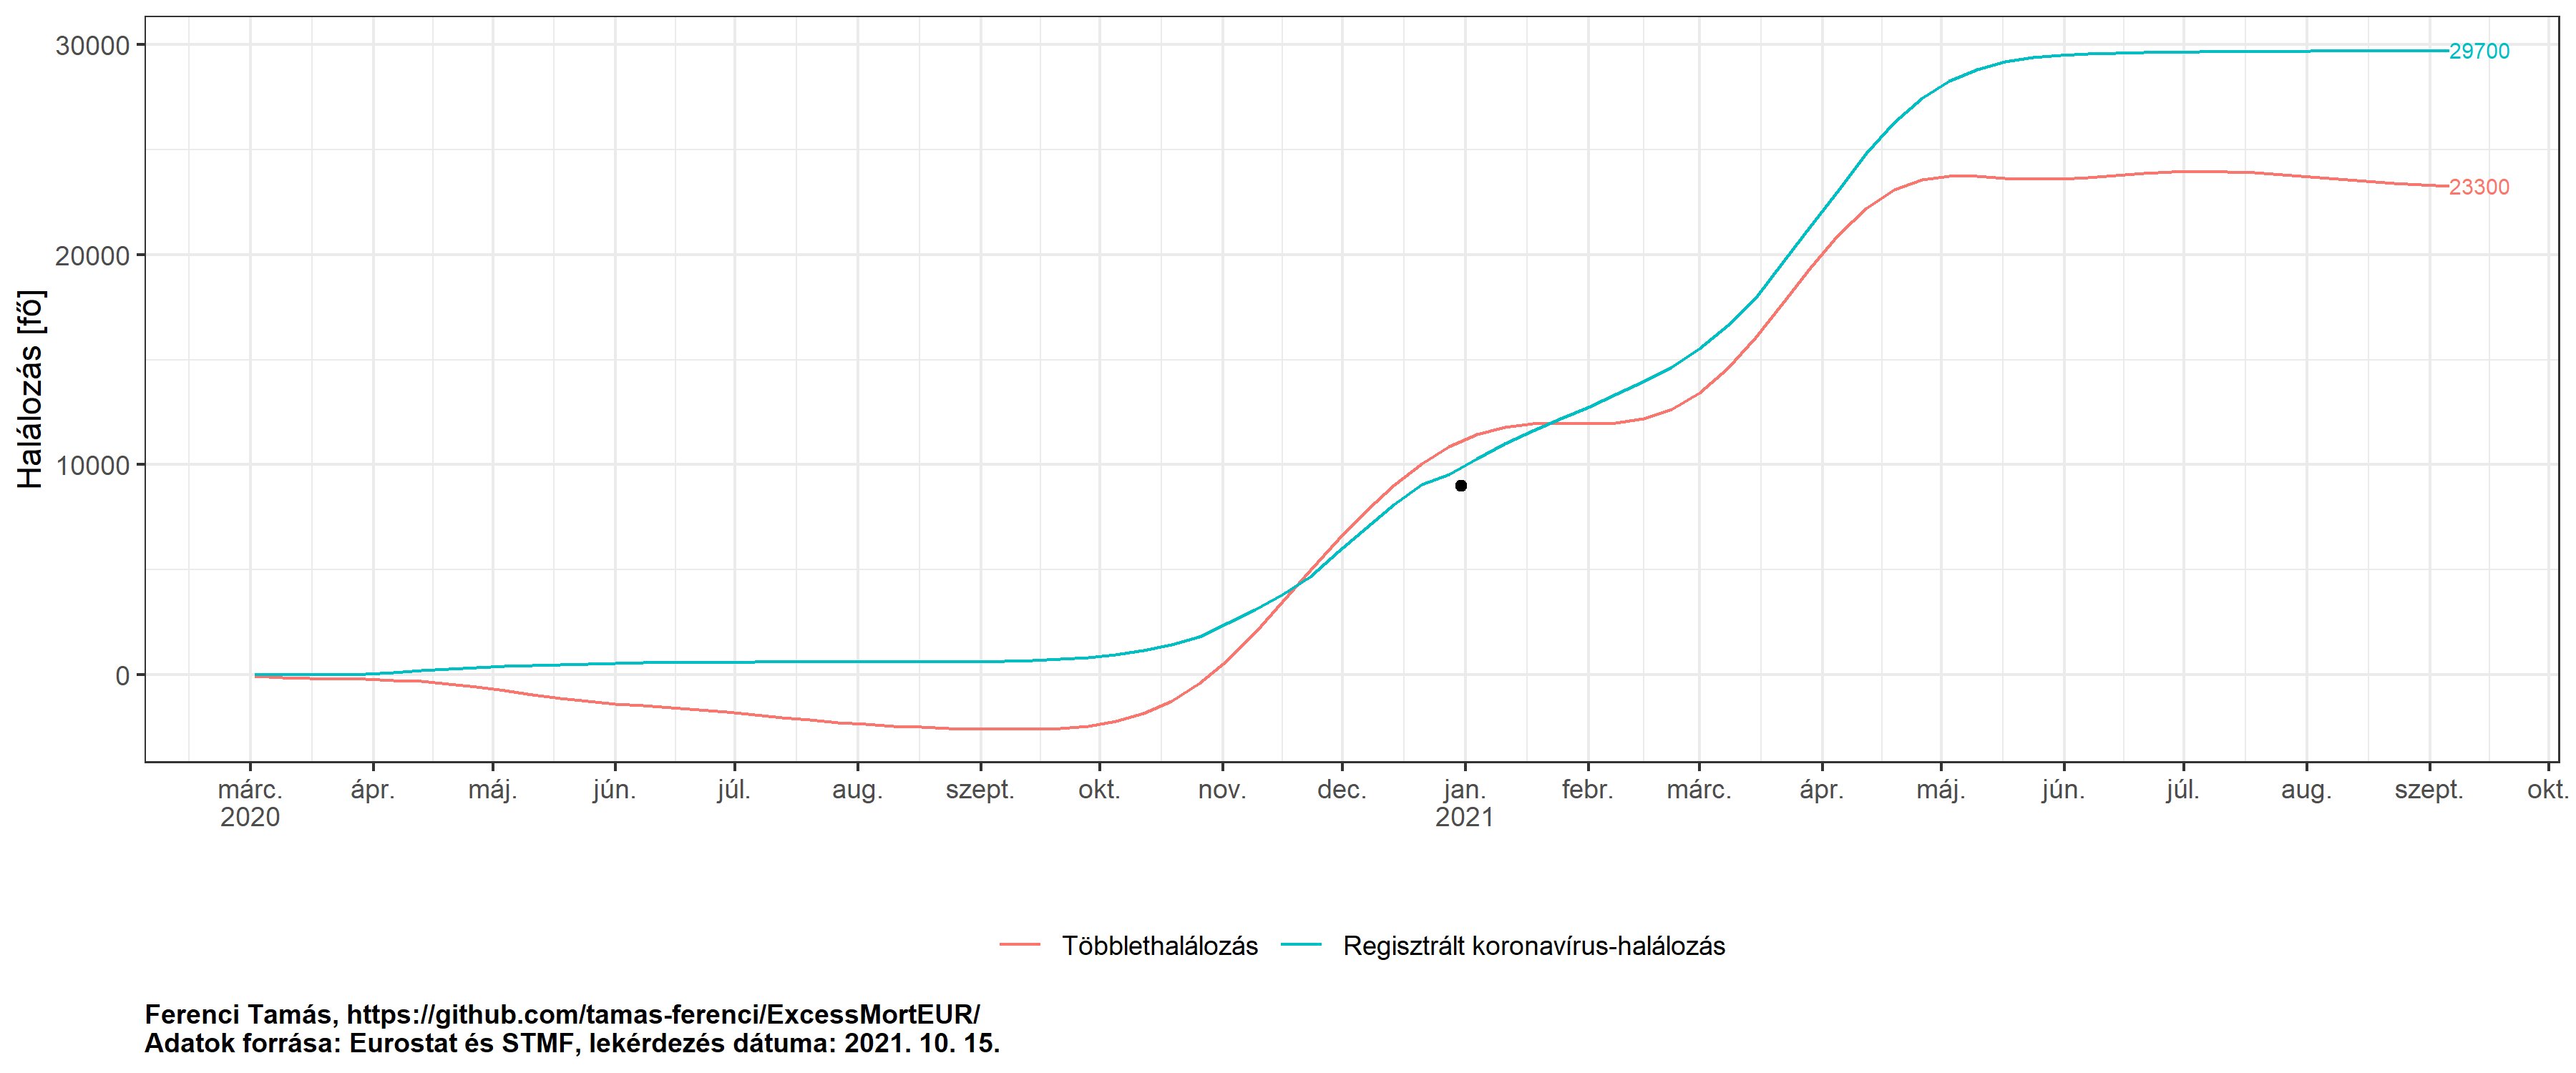 30000
20000
10000
0
Halálozás [fő]
29700
23300
márc. ápr. máj. jún. júl. aug. szept. okt. nov. dec. jan. febr. márc. ápr. máj. jún. júl. aug. szept. okt.
2020 2021
Többlethalálozás Regisztrált koronavírus-halálozás
Ferenci Tamás, https://github.com/tamas-ferenci/ExcessMortEUR/
Adatok forrása: Eurostat és STMF, lekérdezés dátuma: 2021. 10. 15.